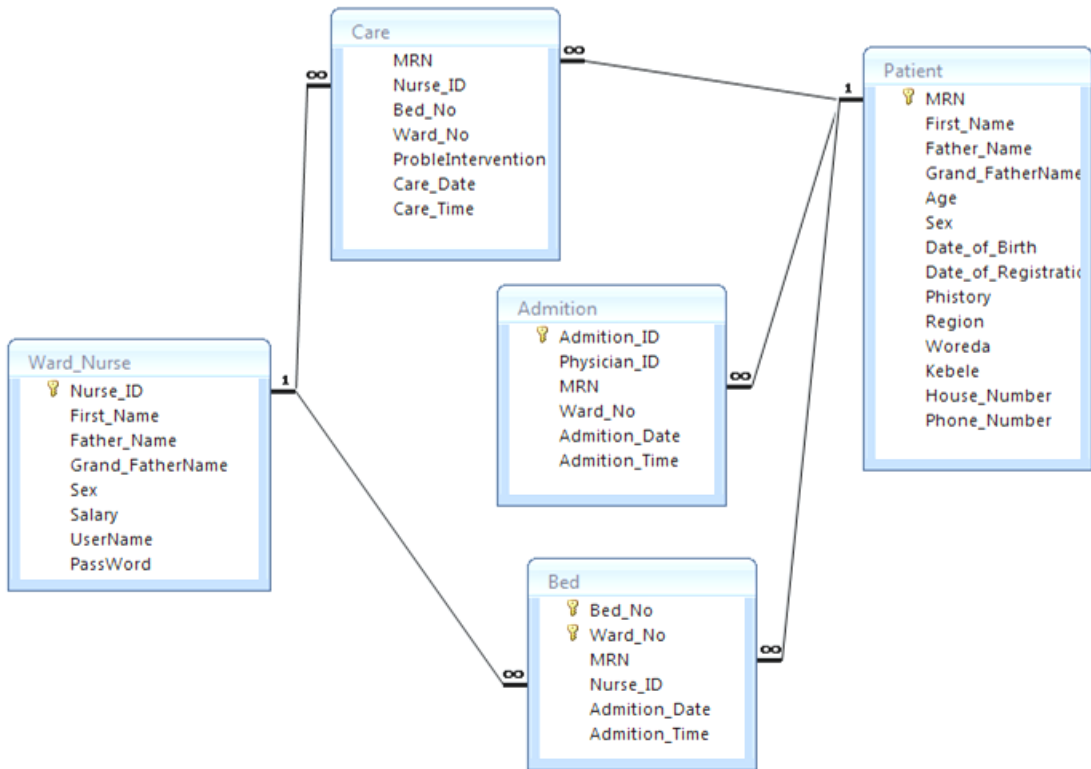 Care
MRN
Nurse_ID
Bed_No
Ward_No
ProbleIntervention
Care_Date
Care_Time
∞
∞
Patient
MRN
First_Name
Father_Name
Grand_FatherName
Age
Sex
Date_of_Birth
Date_of_Registratio
Phistory
Region
Woreda
Kebele
House_Number
Phone_Number
1
Admition
Admition_ID
Physician_ID
MRN
Ward_No
Admition_Date
Admition_Time
∞
Ward_Nurse
Nurse_ID
First_Name
Father_Name
Grand_FatherName
Sex
Salary
UserName
PassWord
1
Bed
Bed_No
Ward_No
MRN
Nurse_ID
Admition_Date
Admition_Time
∞
∞